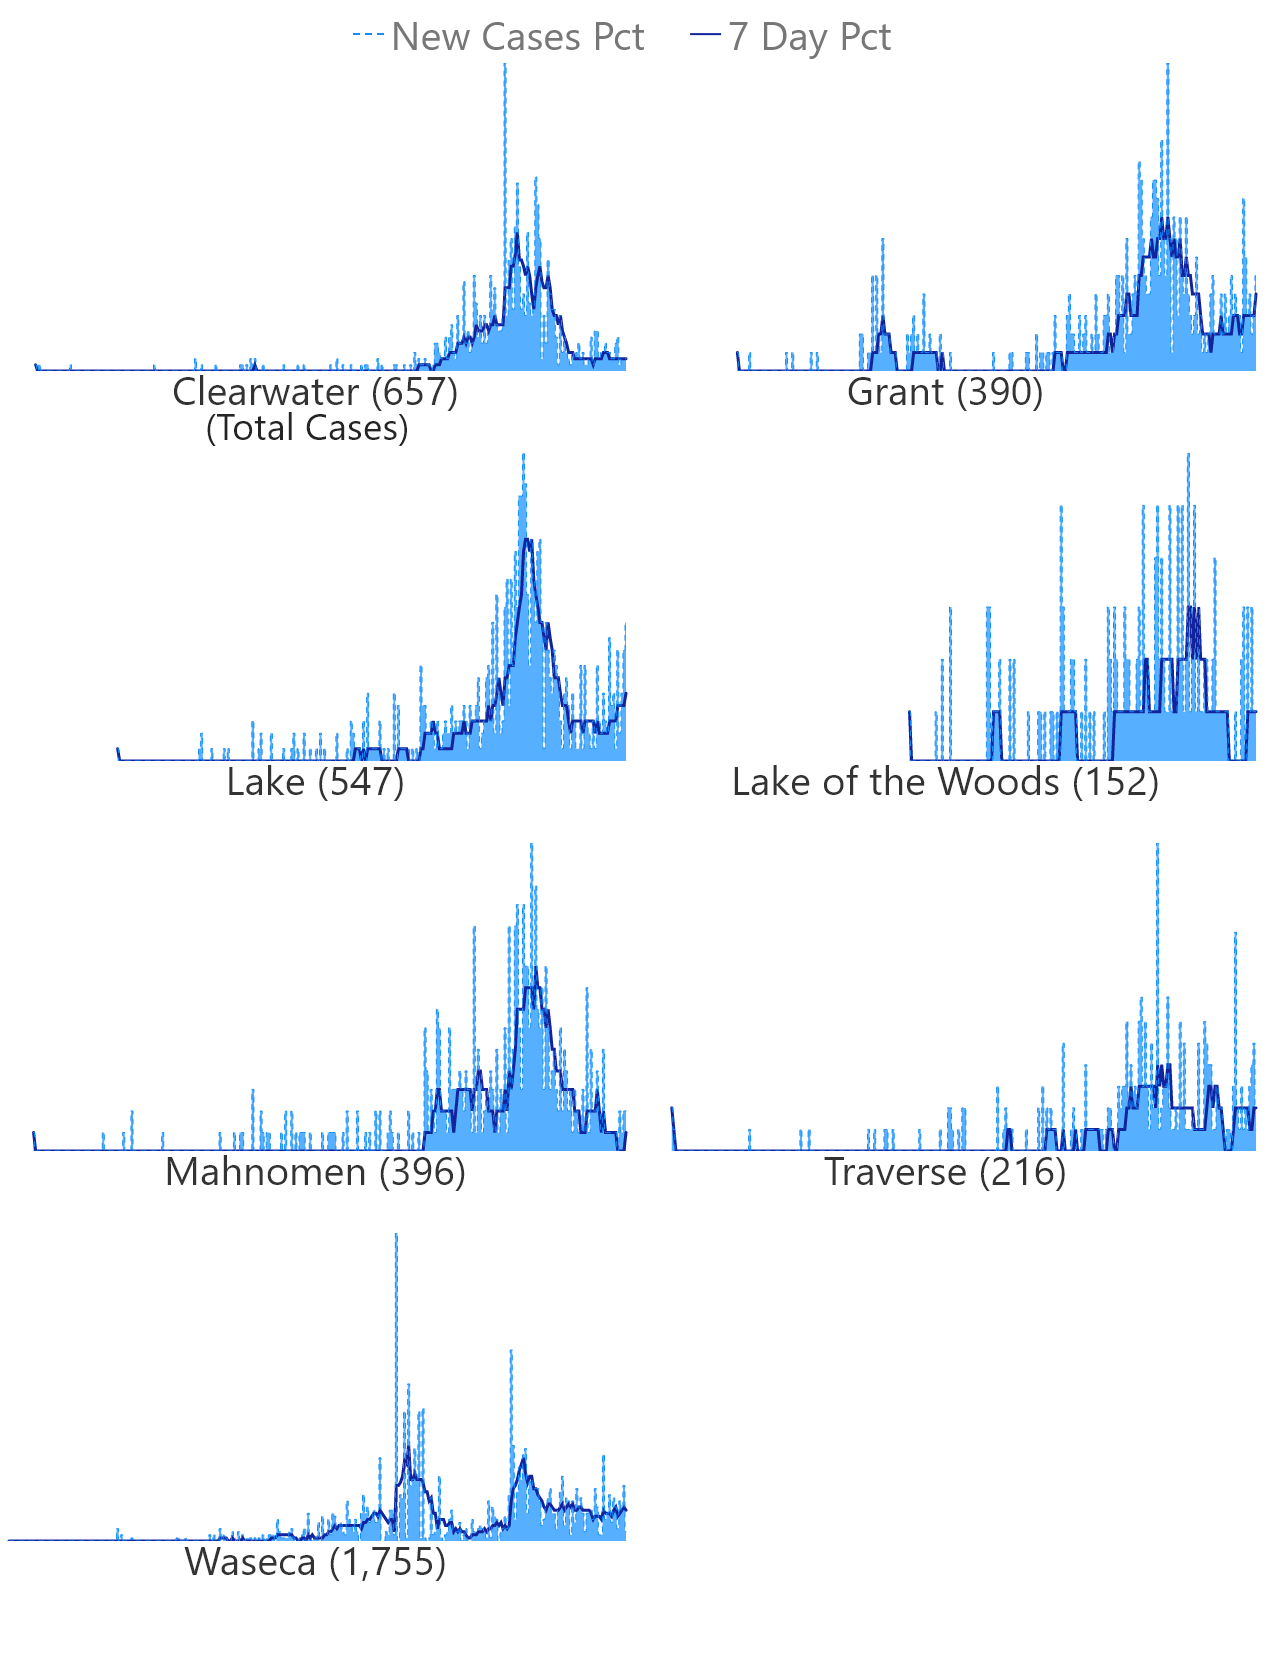 New Cases Pct 7 Day Pct
Clearwater (657)
(Total Cases)
Grant (390)
Lake (547)
Lake of the Woods (152)
Mahnomen (396)
Traverse (216)
Waseca (1,755)